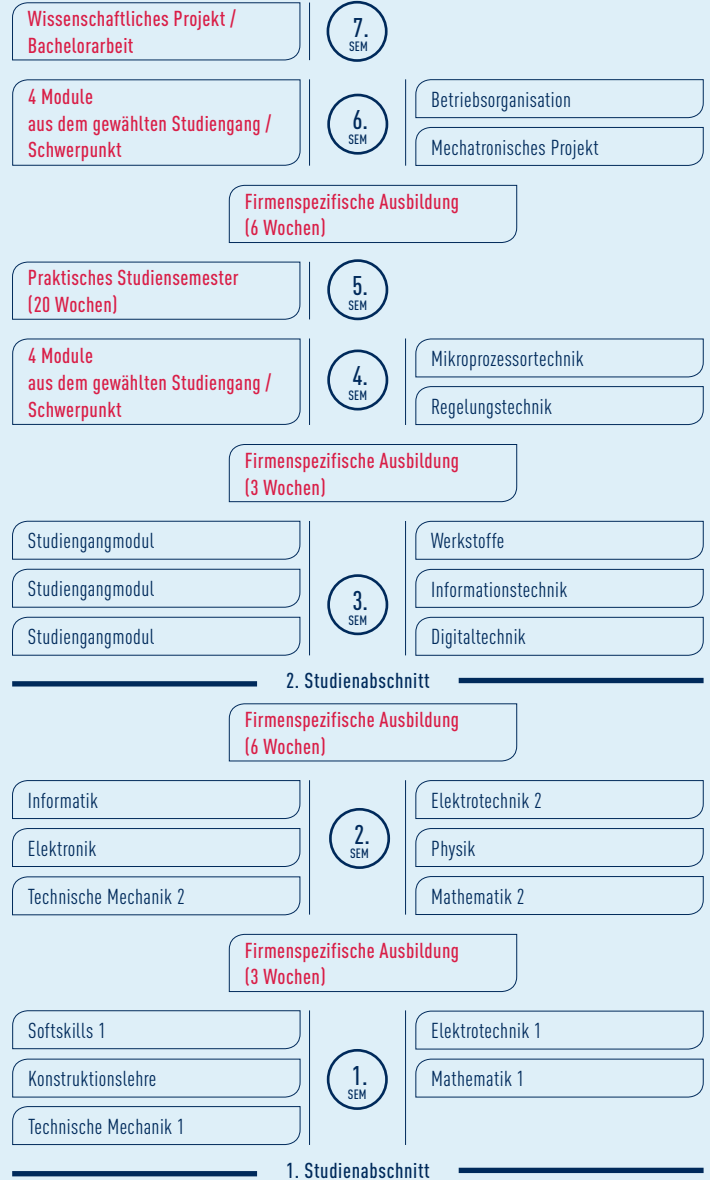 Wissenschaftliches Projekt /
Bachelorarbeit
7.
SEM
4 Module
aus dem gewählten Studiengang /
Schwerpunkt
6.
SEM
Betriebsorganisation
Mechatronisches Projekt
Firmenspezifische Ausbildung
(6 Wochen)
Praktisches Studiensemester
(20 Wochen)
5.
SEM
4 Module
aus dem gewählten Studiengang /
Schwerpunkt
4.
SEM
Mikroprozessortechnik
Regelungstechnik
Firmenspezifische Ausbildung
(3 Wochen)
Studiengangmodul
Studiengangmodul
Studiengangmodul
3.
SEM
Werkstoffe
Informationstechnik
Digitaltechnik
2. Studienabschnitt
Firmenspezifische Ausbildung
(6 Wochen)
Informatik
Elektronik
Technische Mechanik 2
2.
SEM
Elektrotechnik 2
Physik
Mathematik 2
Firmenspezifische Ausbildung
(3 Wochen)
Softskills 1
Konstruktionslehre
Technische Mechanik 1
1.
SEM
Elektrotechnik 1
Mathematik 1
1. Studienabschnitt